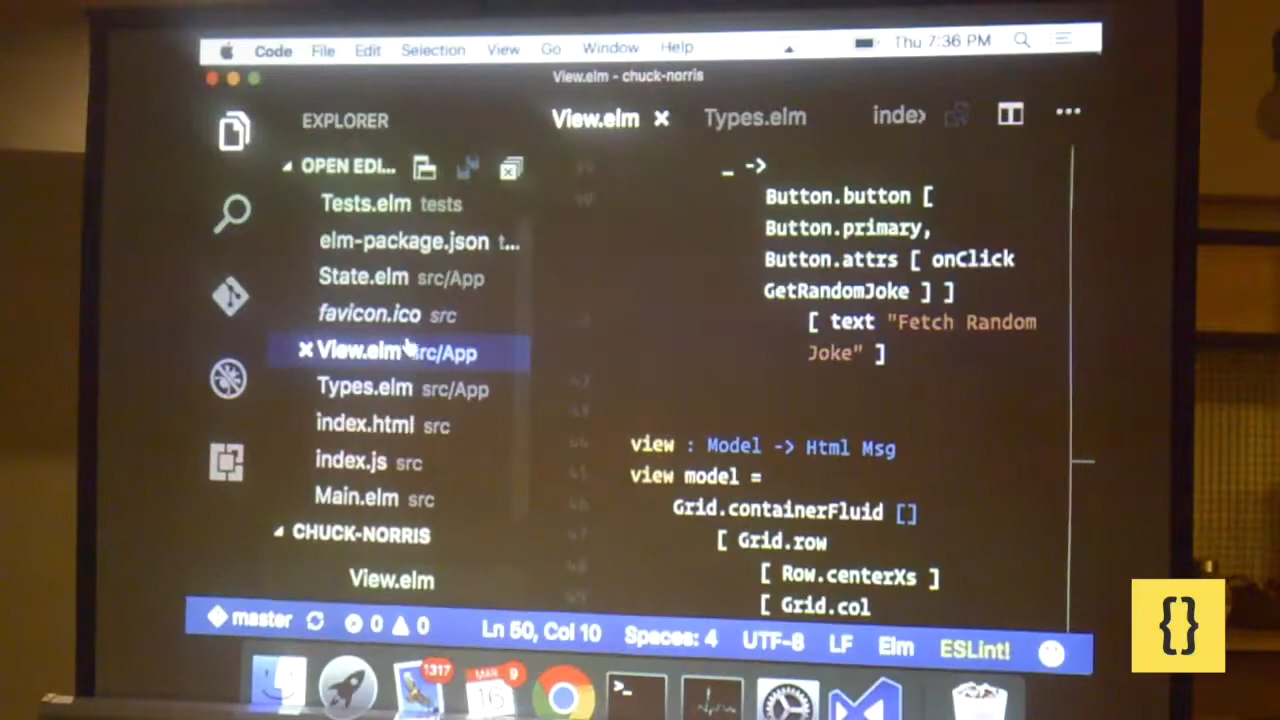 Code File Edit Selection View Go Window Help Thu 7:36 PM
View.elm - chuck-norris
EXPLORER
OPEN EDI...
Tests.elm tests
elm-package.json t...
State.elm src/App
favicon.ico src
View.elm src/App
Types.elm src/App
index.html src
index.js src
Main.elm src
CHUCK-NORRIS
View.elm
View.elm Types.elm index
_ ->
Button.button [
Button.primary,
Button.attrs [ onClick
GetRandomJoke ] ]
[ text "Fetch Random
Joke" ]
view : Model -> Html Msg
view model =
Grid.containerFluid []
[ Grid.row
[ Row.centerXs ]
[ Grid.col
master 0 0 Ln 50, Col 10 Spaces: 4 UTF-8 LF Elm ESLint!
1317
MAR 9
16
>_
{}